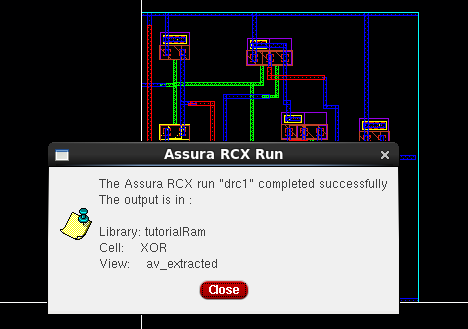 Assura RCX Run
The Assura RCX run "drc1" completed successfully
The output is in :
Library: tutorialRam
Cell: XOR
View: av_extracted
Close